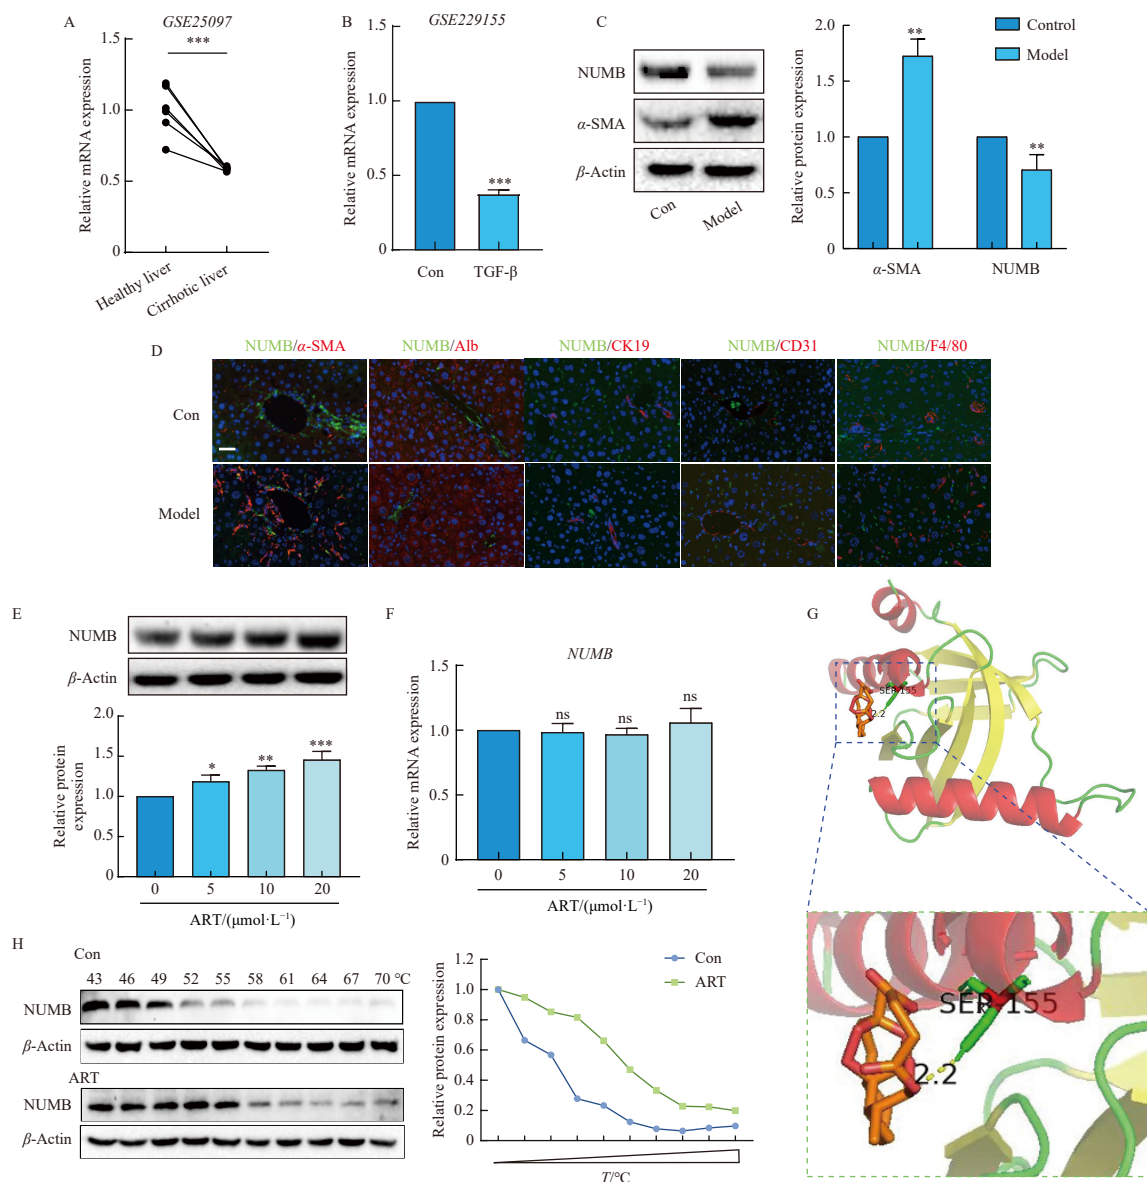 A
GSE25097
Relative mRNA expression
1.5
1.0
0.5
0
***
Healthy liver
Cirrhotic liver
B
GSE229155
Relative mRNA expression
1.5
1.0
0.5
0
***
Con
TGF-β
C
NUMB
α-SMA
β-Actin
Con
Model
Relative protein expression
2.0
1.5
1.0
0.5
0
**
**
α-SMA
NUMB
Control
Model
D
NUMB/α-SMA
NUMB/Alb
NUMB/CK19
NUMB/CD31
NUMB/F4/80
Con
Model
E
NUMB
β-Actin
Relative protein
expression
1.5
1.0
0.5
0
*
**
***
0
5
10
20
ART/(μmol·L⁻¹)
F
NUMB
Relative mRNA expression
1.5
1.0
0.5
0
ns
ns
ns
0
5
10
20
ART/(μmol·L⁻¹)
G
SER 155
2.2
SER 155
2.2
H
Con
43 46 49 52 55 58 61 64 67 70 °C
NUMB
β-Actin
ART
NUMB
β-Actin
Relative protein expression
1.2
1.0
0.8
0.6
0.4
0.2
0
Con
ART
T/°C